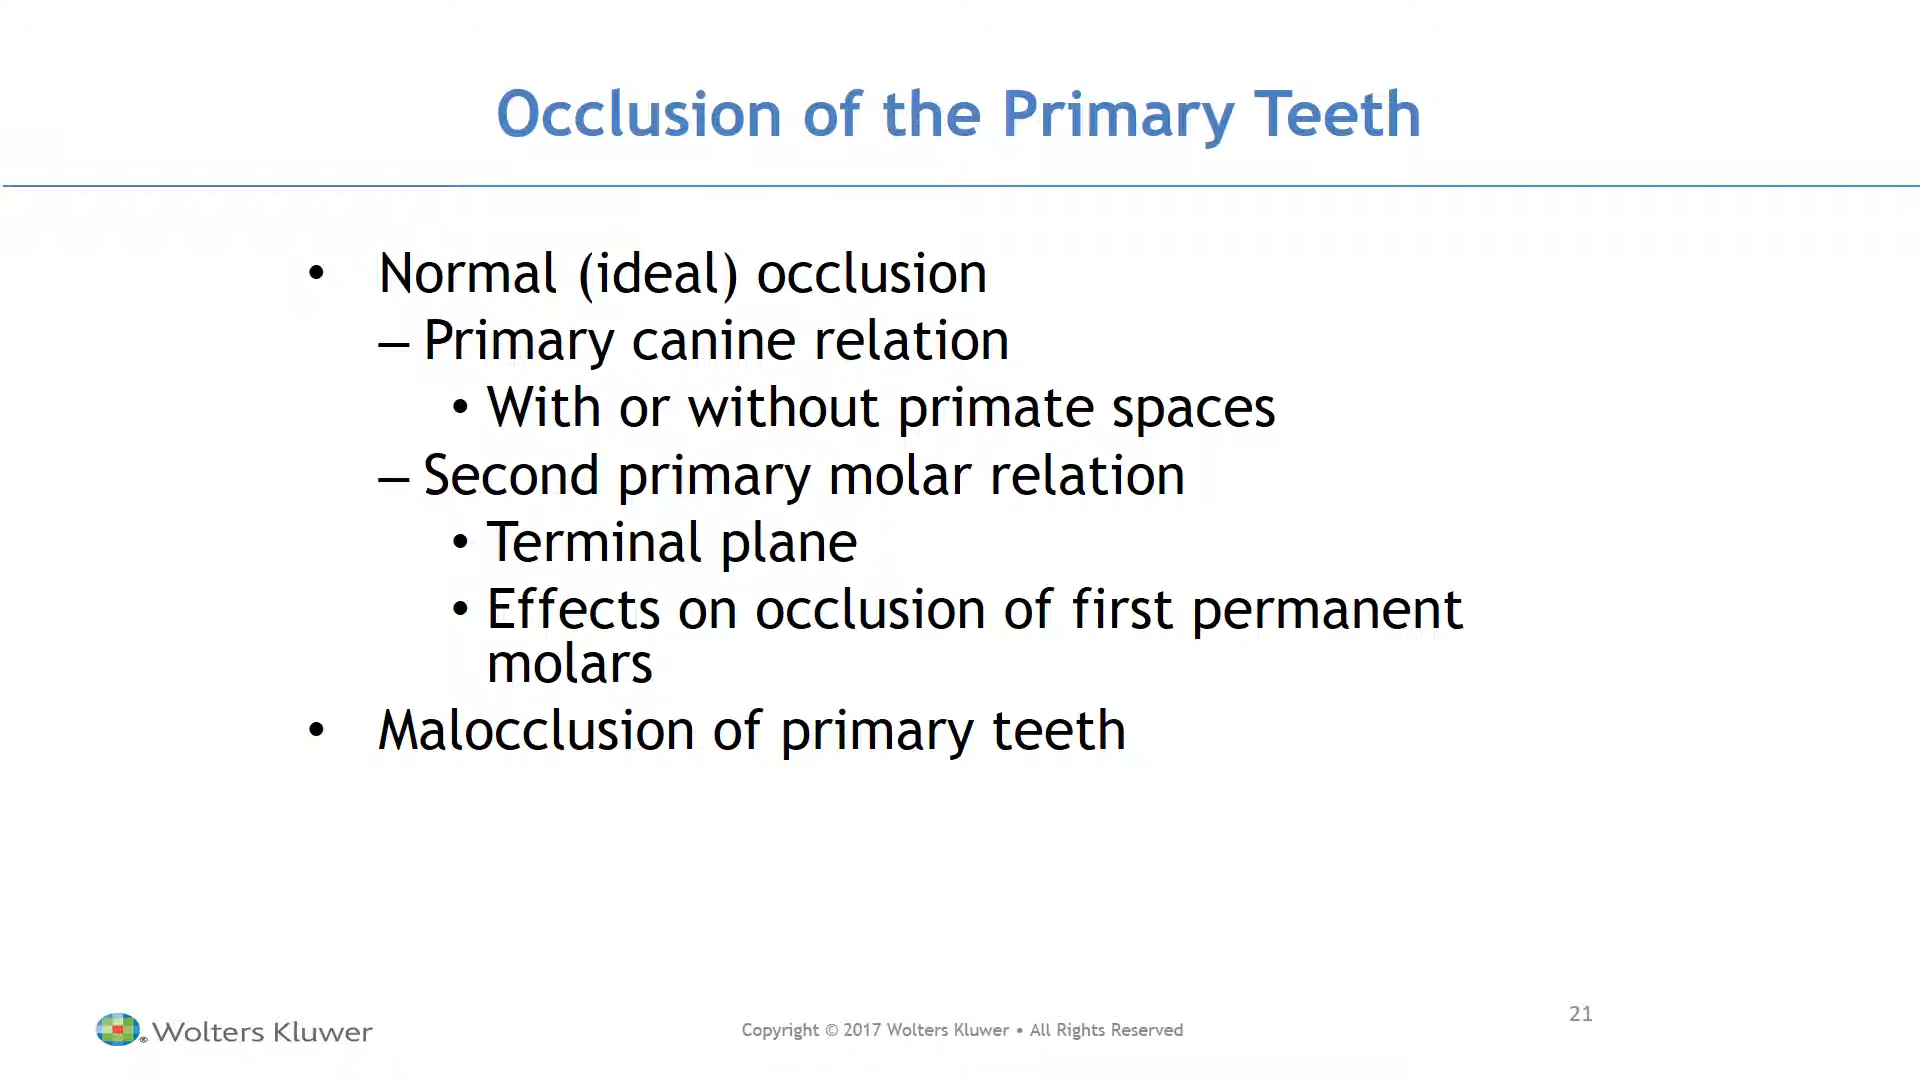 Occlusion of the Primary Teeth
• Normal (ideal) occlusion
– Primary canine relation
• With or without primate spaces
– Second primary molar relation
• Terminal plane
• Effects on occlusion of first permanent
molars
• Malocclusion of primary teeth
® Wolters Kluwer
Copyright © 2017 Wolters Kluwer • All Rights Reserved
21